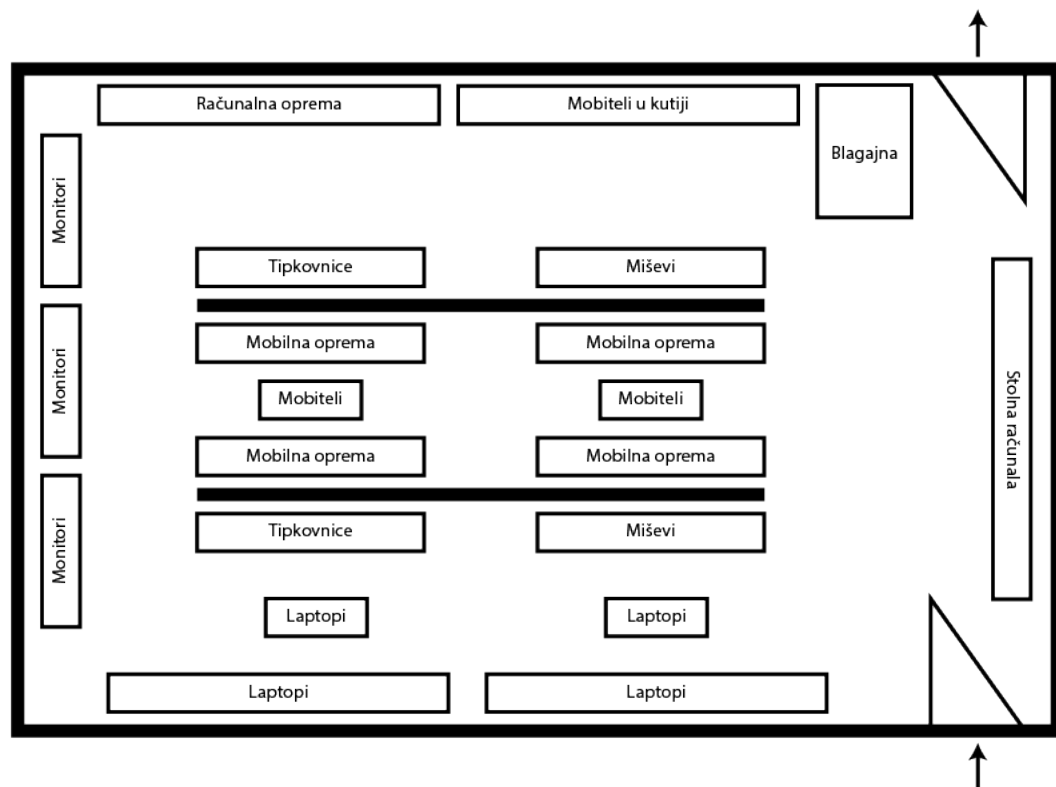 Računalna oprema
Mobiteli u kutiji
Blagajna
Monitori
Tipkovnice
Miševi
Mobilna oprema
Mobilna oprema
Monitori
Mobiteli
Mobiteli
Stolna računala
Mobilna oprema
Mobilna oprema
Monitori
Tipkovnice
Miševi
Laptopi
Laptopi
Laptopi
Laptopi